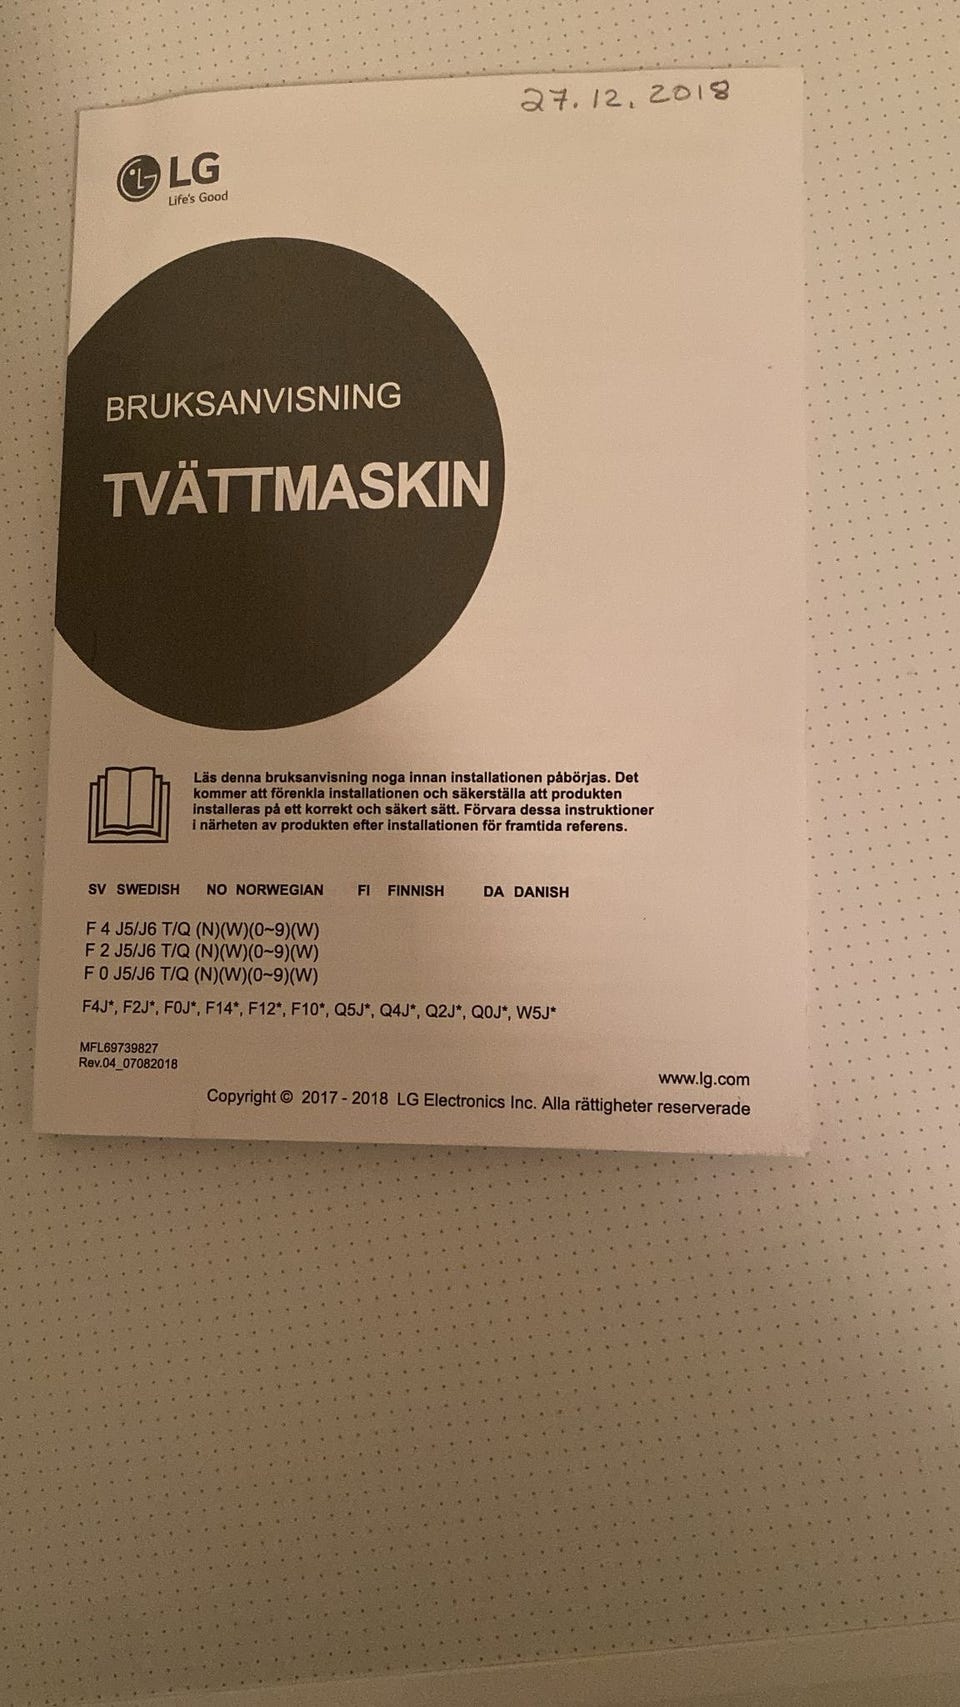 27.12.2018
LG
Life's Good
BRUKSANVISNING
TVÄTTMASKIN
Läs denna bruksanvisning noga innan installationen påbörjas. Det
kommer att förenkla installationen och säkerställa att produkten
installeras på ett korrekt och säkert sätt. Förvara dessa instruktioner
i närheten av produkten efter installationen för framtida referens.
SV SWEDISH NO NORWEGIAN FI FINNISH DA DANISH
F 4 J5/J6 T/Q (N)(W)(0~9)(W)
F 2 J5/J6 T/Q (N)(W)(0~9)(W)
F 0 J5/J6 T/Q (N)(W)(0~9)(W)
F4J*, F2J*, F0J*, F14*, F12*, F10*, Q5J*, Q4J*, Q2J*, Q0J*, W5J*
MFL69739827
Rev.04_07082018
www.lg.com
Copyright © 2017 - 2018 LG Electronics Inc. Alla rättigheter reserverade